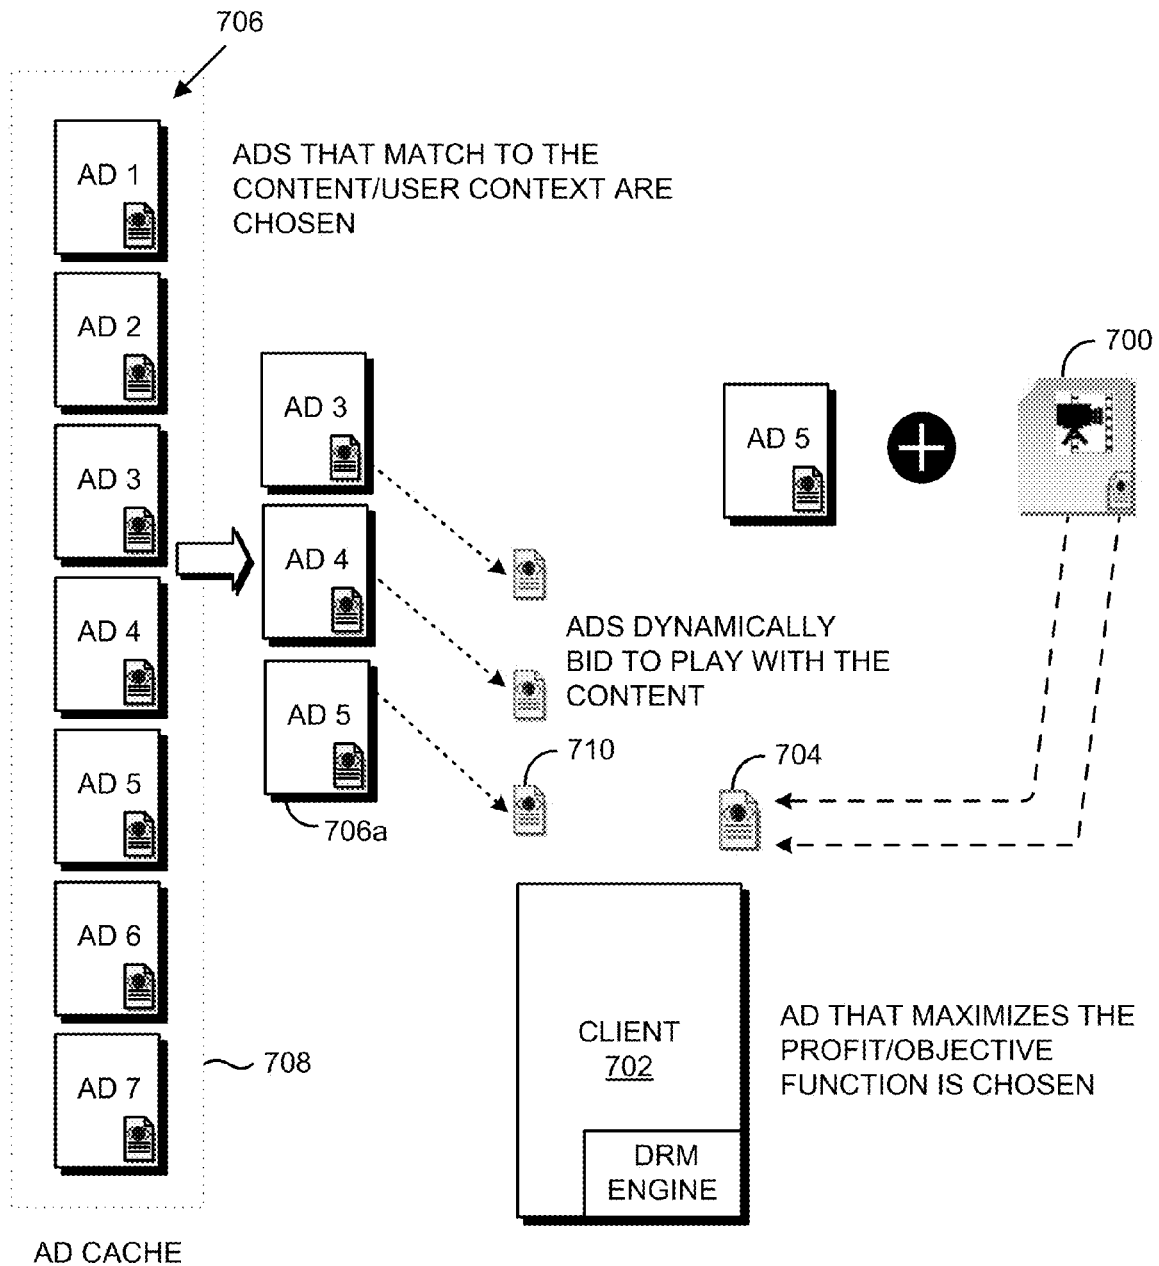 706
AD 1
ADS THAT MATCH TO THE
CONTENT/USER CONTEXT ARE
CHOSEN
AD 2
AD 3
AD 4
AD 5
AD 6
AD 7
708
AD CACHE
AD 3
AD 4
AD 5
706a
ADS DYNAMICALLY
BID TO PLAY WITH THE
CONTENT
710
704
AD 5
700
CLIENT
702
DRM
ENGINE
AD THAT MAXIMIZES THE
PROFIT/OBJECTIVE
FUNCTION IS CHOSEN